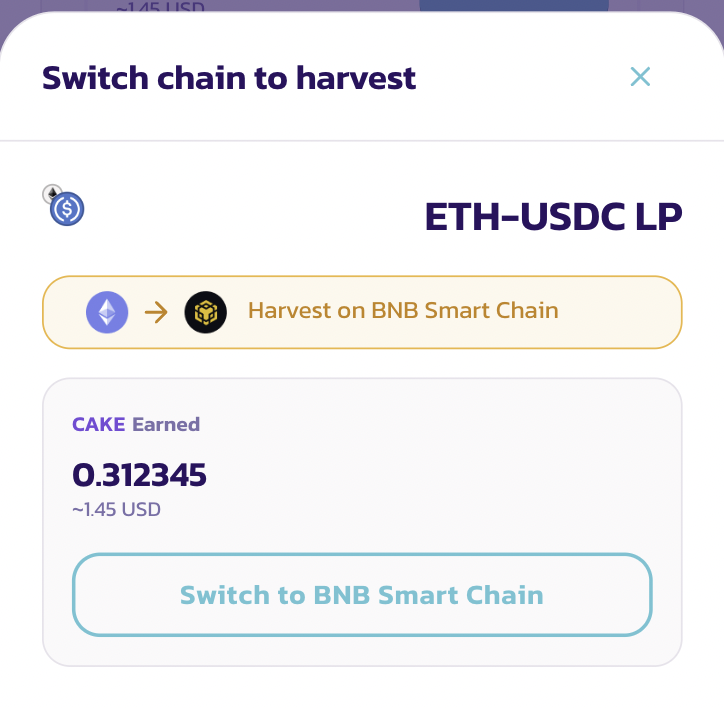 ~1.45 USD
Switch chain to harvest
ETH-USDC LP
Harvest on BNB Smart Chain
CAKE Earned
0.312345
~1.45 USD
Switch to BNB Smart Chain